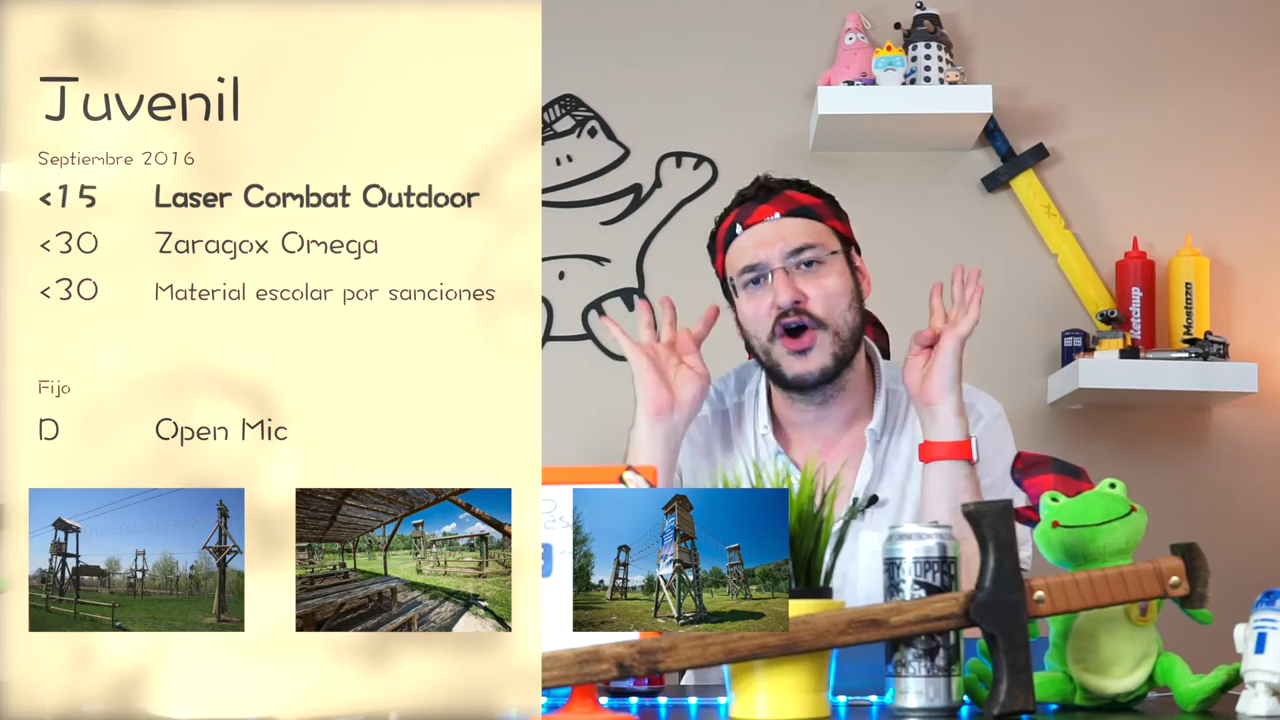 Juvenil
Septiembre 2016
<15 Laser Combat Outdoor
<30 Zaragox Omega
<30 Material escolar por sanciones
Fijo
D Open Mic
Ketchup
Mostaza